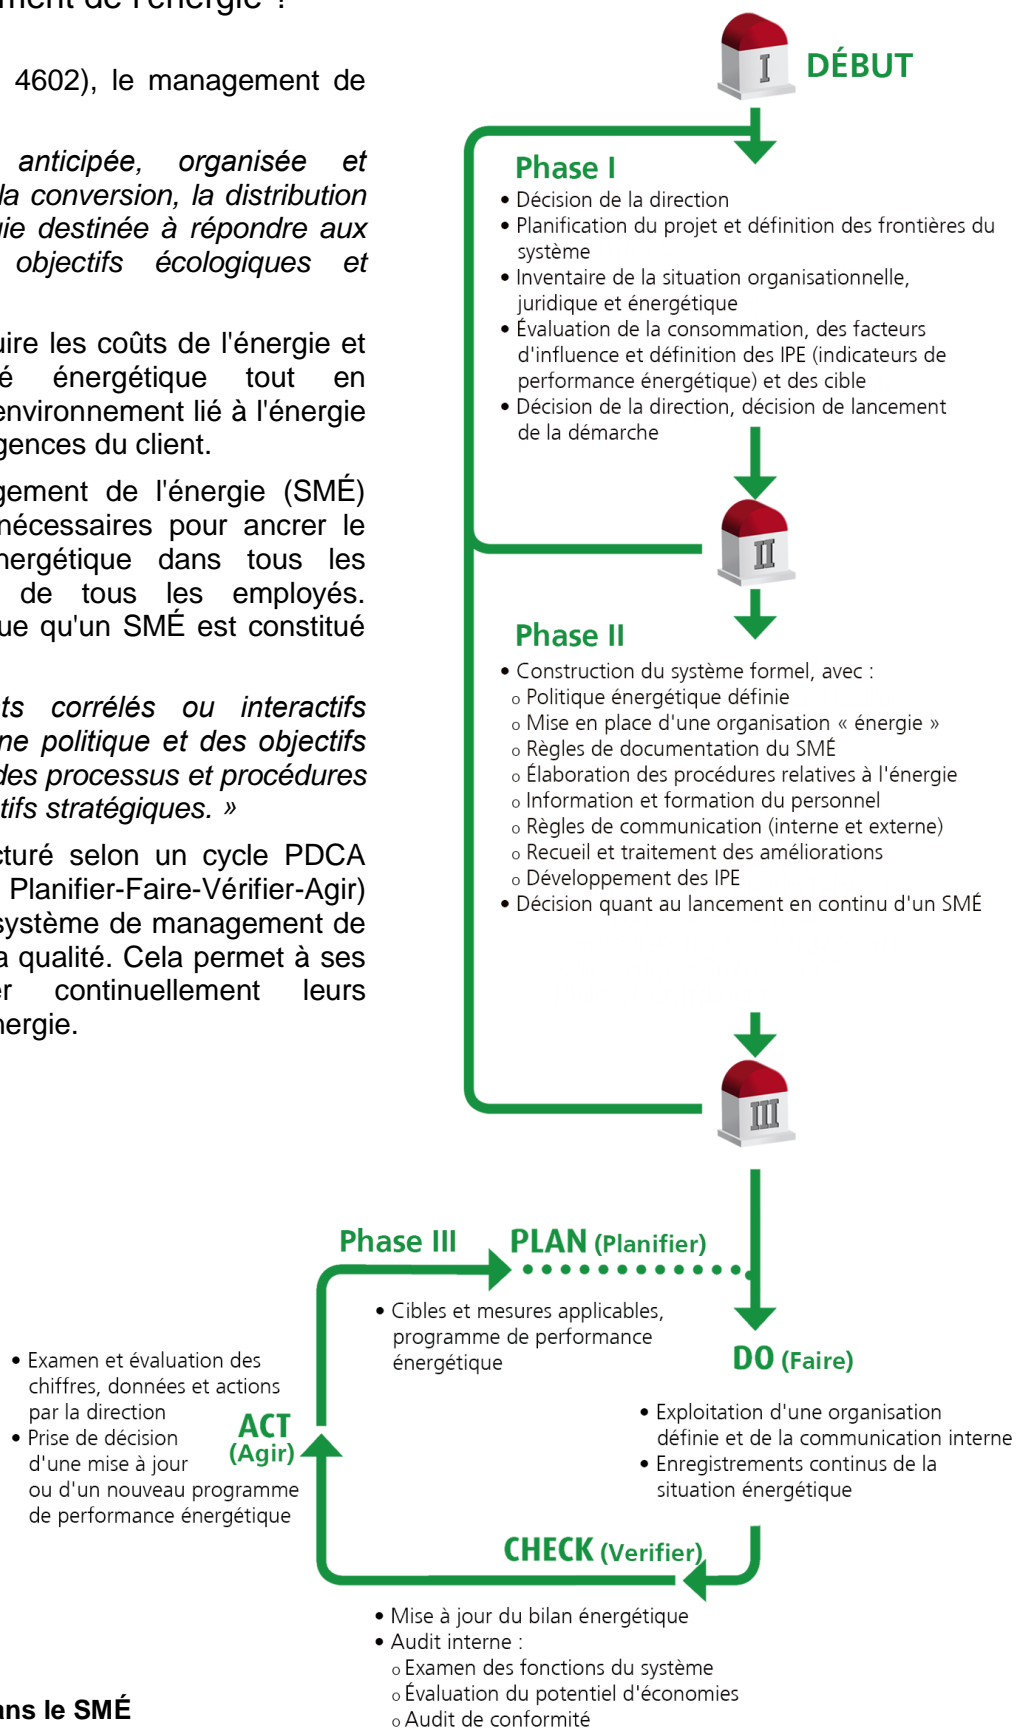 ment de l'énergie ?
4602), le management de
anticipée, organisée et
la conversion, la distribution
gie destinée à répondre aux
objectifs écologiques et
uire les coûts de l'énergie et
é énergétique tout en
environnement lié à l'énergie
gences du client.
gement de l'énergie (SMÉ)
nécessaires pour ancrer le
nergétique dans tous les
de tous les employés.
ue qu'un SMÉ est constitué
ts corrélés ou interactifs
ne politique et des objectifs
des processus et procédures
tifs stratégiques. »
cturé selon un cycle PDCA
Planifier-Faire-Vérifier-Agir)
système de management de
a qualité. Cela permet à ses
er continuellement leurs
nergie.
I
DÉBUT
Phase I
• Décision de la direction
• Planification du projet et définition des frontières du
système
• Inventaire de la situation organisationnelle,
juridique et énergétique
• Évaluation de la consommation, des facteurs
d'influence et définition des IPE (indicateurs de
performance énergétique) et des cible
• Décision de la direction, décision de lancement
de la démarche
II
Phase II
• Construction du système formel, avec :
o Politique énergétique définie
o Mise en place d'une organisation « énergie »
o Règles de documentation du SMÉ
o Élaboration des procédures relatives à l'énergie
o Information et formation du personnel
o Règles de communication (interne et externe)
o Recueil et traitement des améliorations
o Développement des IPE
• Décision quant au lancement en continu d'un SMÉ
III
Phase III
PLAN (Planifier)
• Cibles et mesures applicables,
programme de performance
énergétique
DO (Faire)
• Exploitation d'une organisation
définie et de la communication interne
• Enregistrements continus de la
situation énergétique
CHECK (Verifier)
• Mise à jour du bilan énergétique
• Audit interne :
o Examen des fonctions du système
o Évaluation du potentiel d'économies
o Audit de conformité
ACT
(Agir)
• Examen et évaluation des
chiffres, données et actions
par la direction
• Prise de décision
d'une mise à jour
ou d'un nouveau programme
de performance énergétique
ans le SMÉ